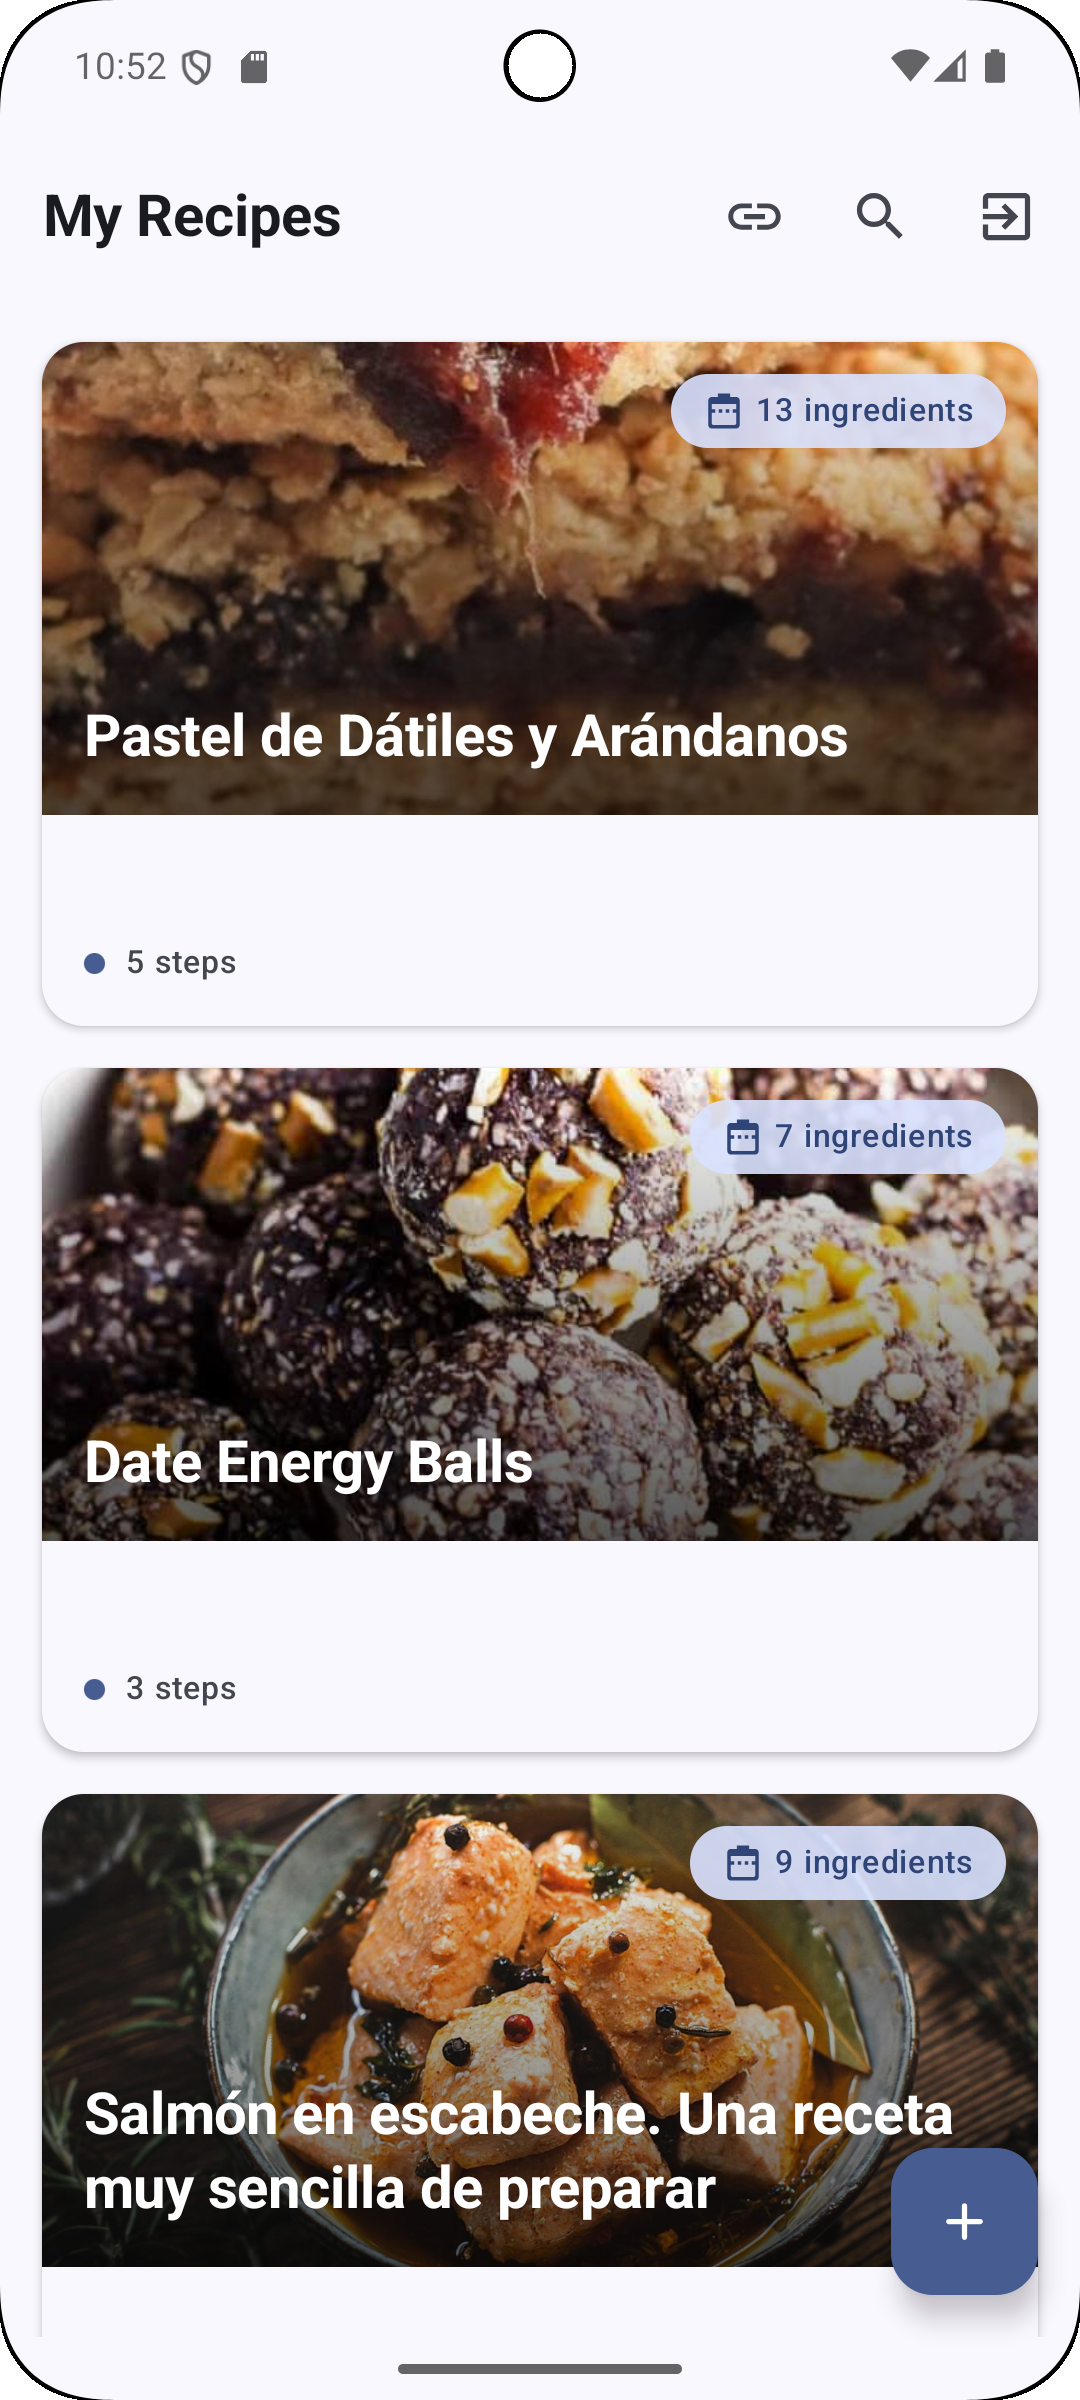 10:52
My Recipes
13 ingredients
Pastel de Dátiles y Arándanos
5 steps
7 ingredients
Date Energy Balls
3 steps
9 ingredients
Salmón en escabeche. Una receta
muy sencilla de preparar